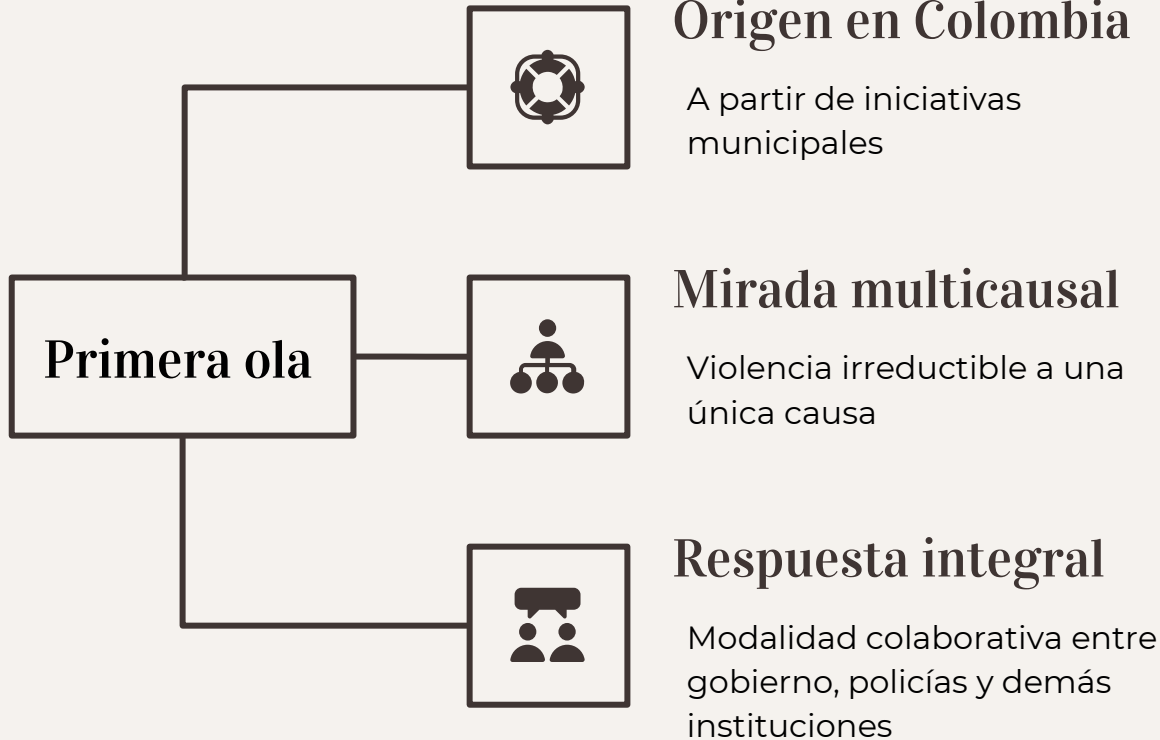 Origen en Colombia
A partir de iniciativas
municipales
Primera ola
Mirada multicausal
Violencia irreductible a una
única causa
Respuesta integral
Modalidad colaborativa entre
gobierno, policías y demás
instituciones